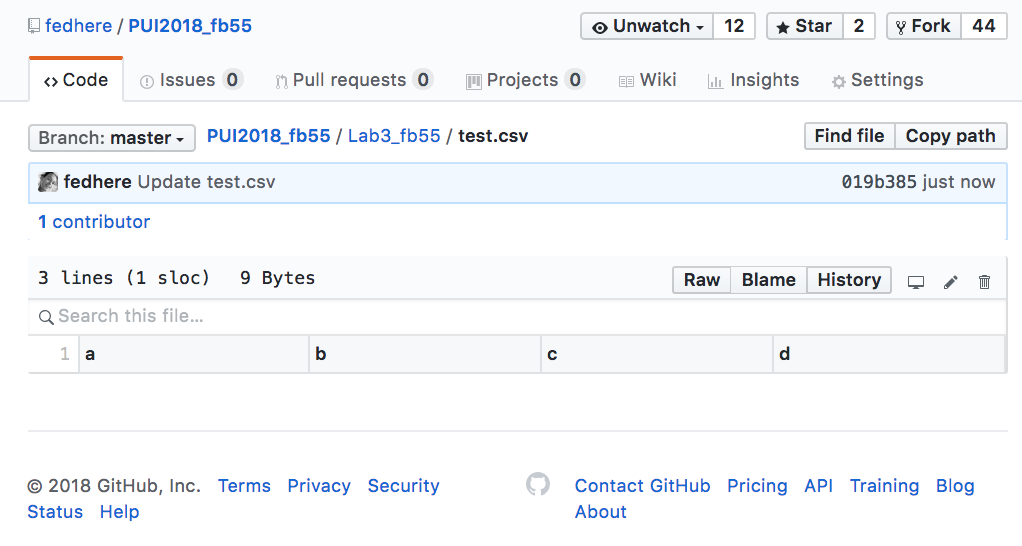 fedhere / PUI2018_fb55 Unwatch 12 Star 2 Fork 44
Code Issues 0 Pull requests 0 Projects 0 Wiki Insights Settings
Branch: master PUI2018_fb55 / Lab3_fb55 / test.csv Find file Copy path
fedhere Update test.csv 019b385 just now
1 contributor
3 lines (1 sloc) 9 Bytes Raw Blame History
Search this file…
1 a b c d
© 2018 GitHub, Inc. Terms Privacy Security Contact GitHub Pricing API Training Blog
Status Help About